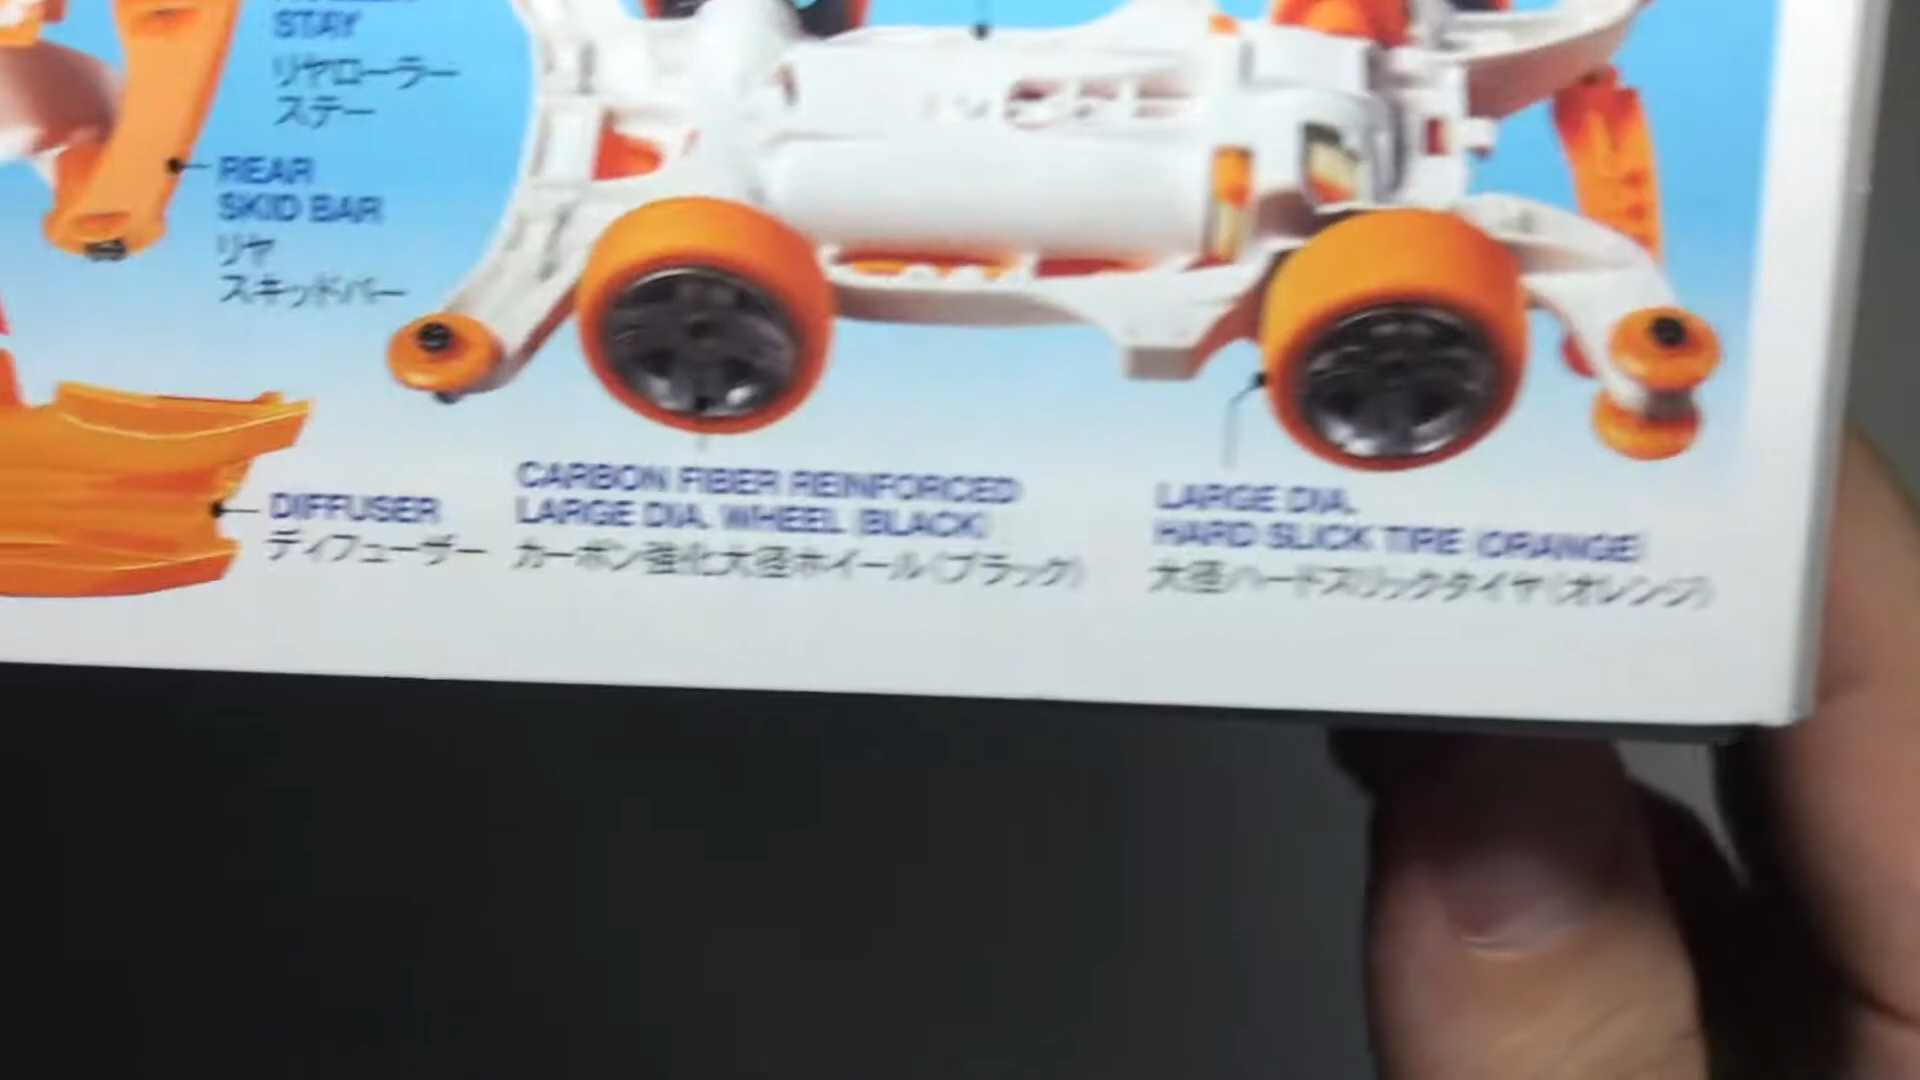 STAY
リヤローラー
ステー
REAR
SKID BAR
リヤ
スキッドバー
DIFFUSER
ディフューザー
CARBON FIBER REINFORCED
LARGE DIA. WHEEL (BLACK)
カーボン強化大径ホイール(ブラック)
LARGE DIA.
HARD SLICK TIRE (ORANGE)
大径ハードスリックタイヤ(オレンジ)